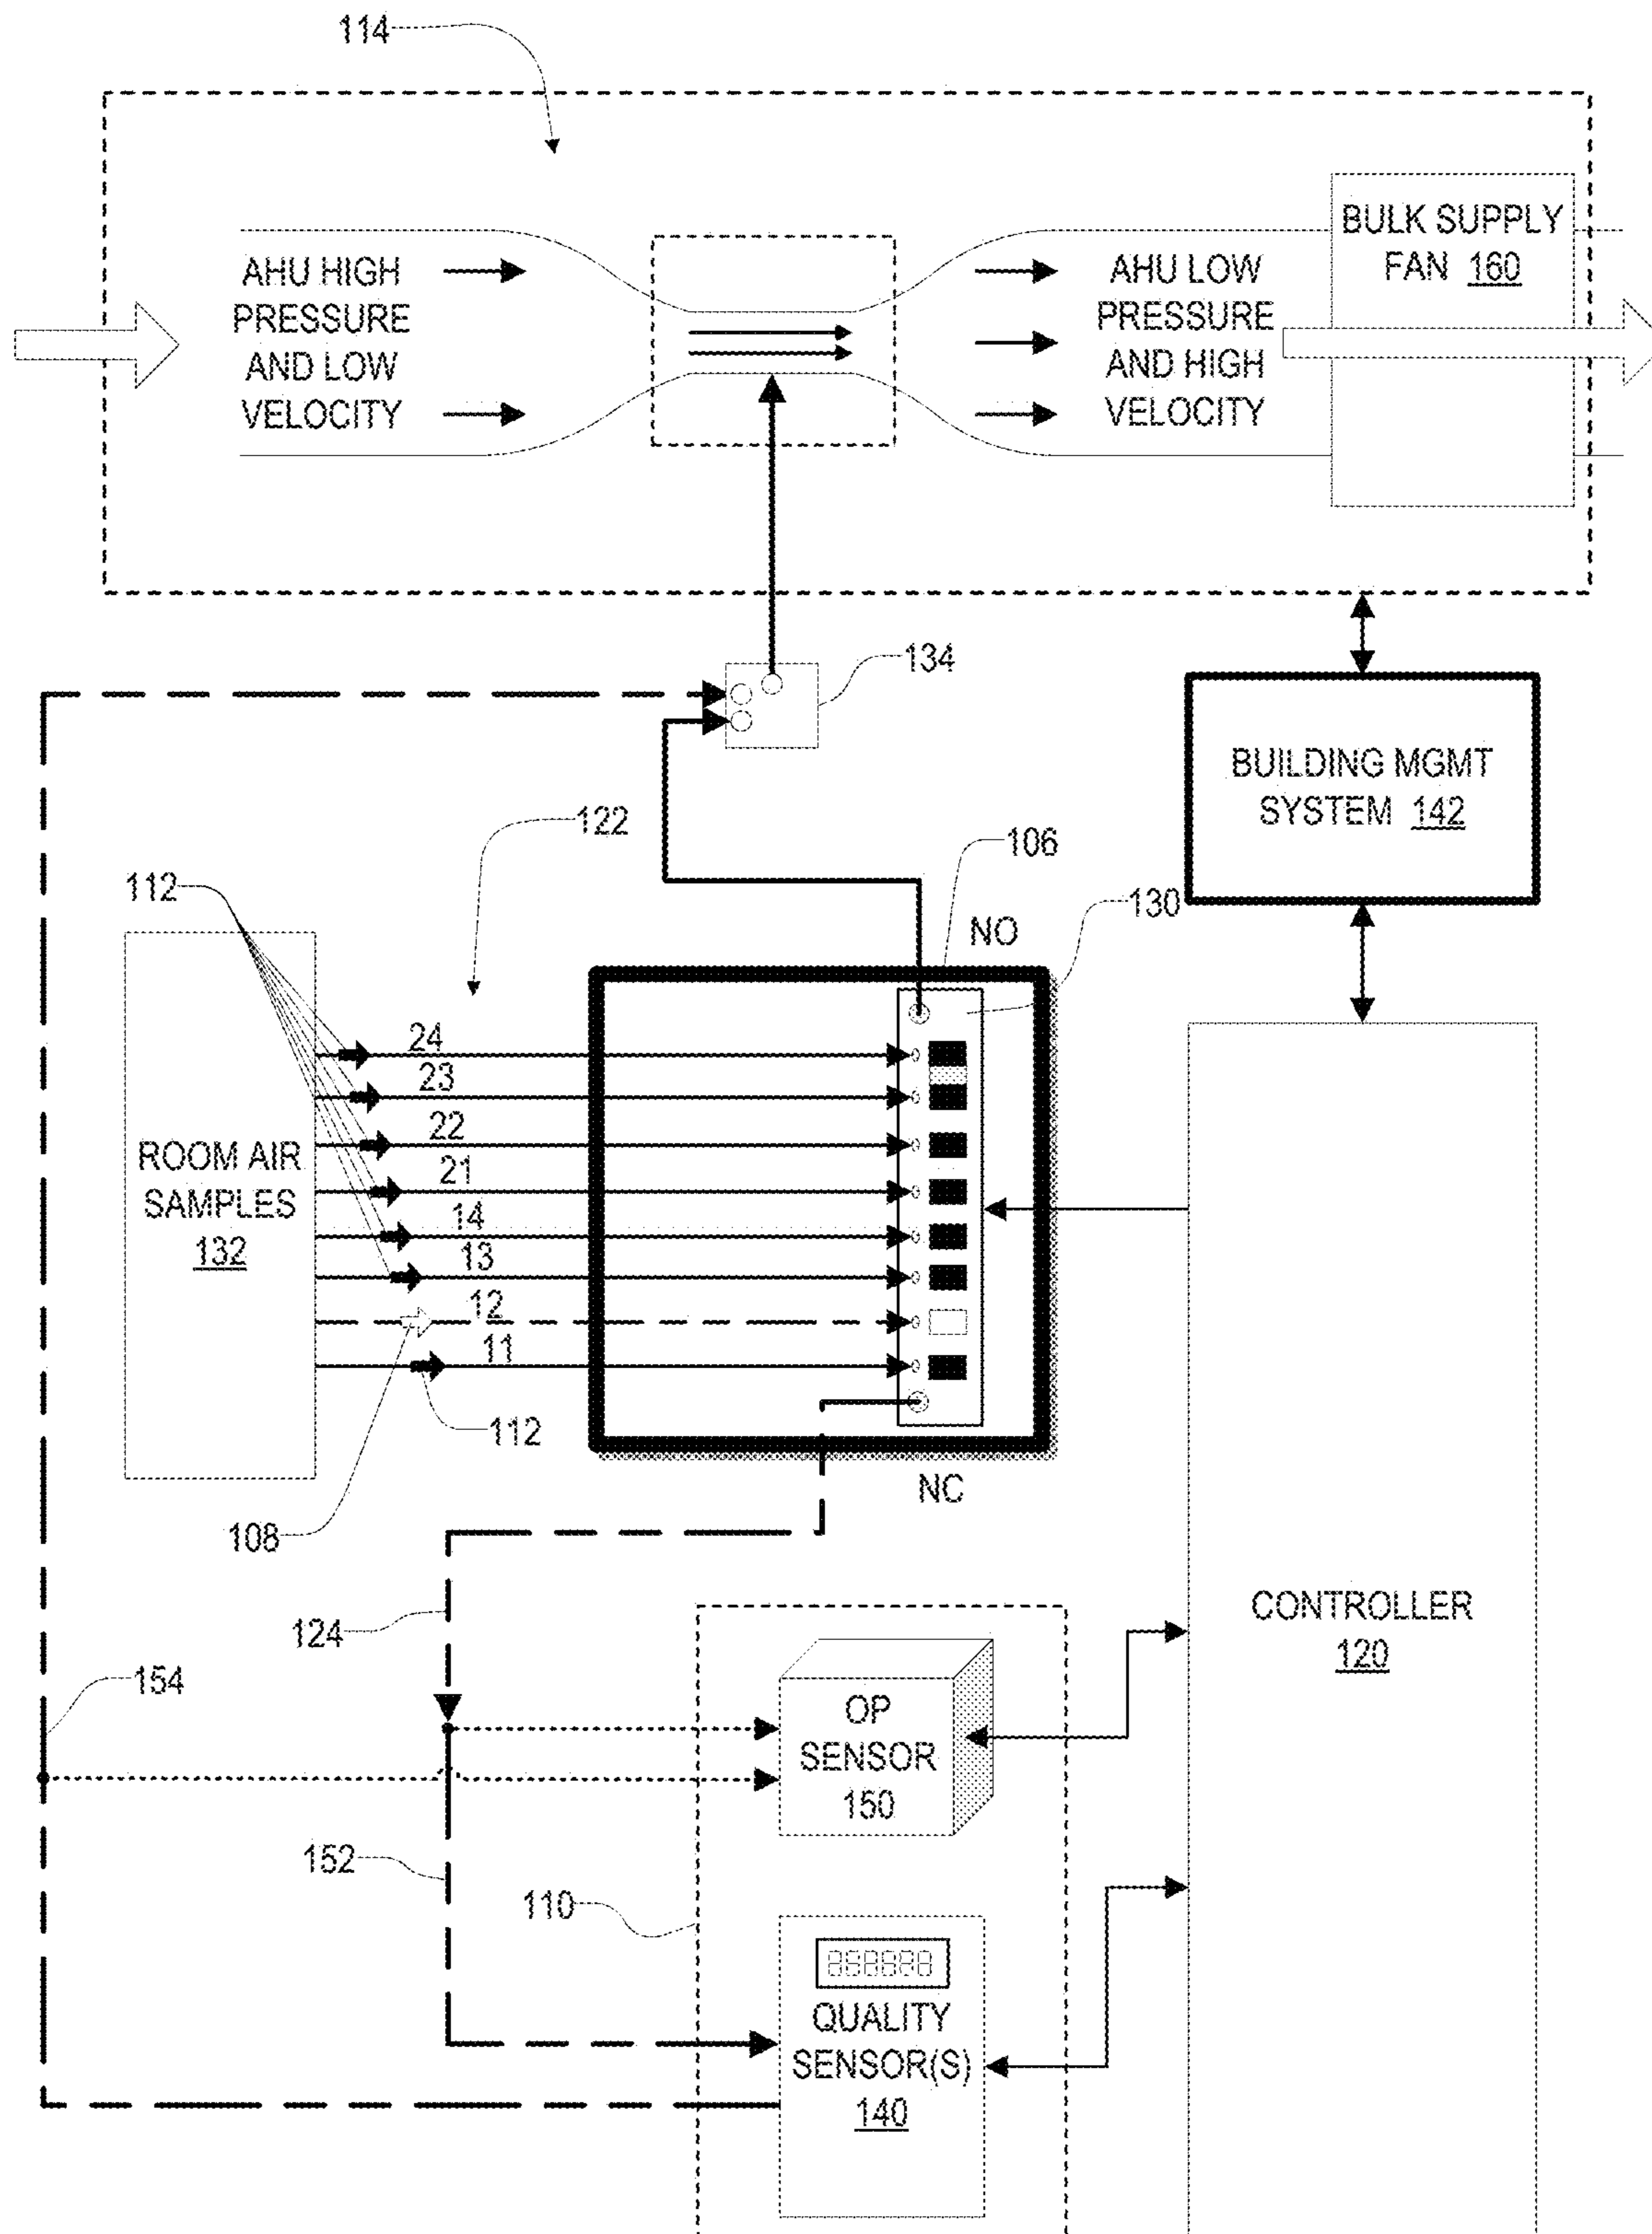 114
BULK SUPPLY
FAN 160
AHU HIGH
PRESSURE
AND LOW
VELOCITY
AHU LOW
PRESSURE
AND HIGH
VELOCITY
134
BUILDING MGMT
SYSTEM 142
122
106
112
130
NO
24
23
22
21
14
13
12
11
ROOM AIR
SAMPLES
132
112
NC
108
124
CONTROLLER
120
154
OP
SENSOR
150
152
110
888888
QUALITY
SENSOR(S)
140